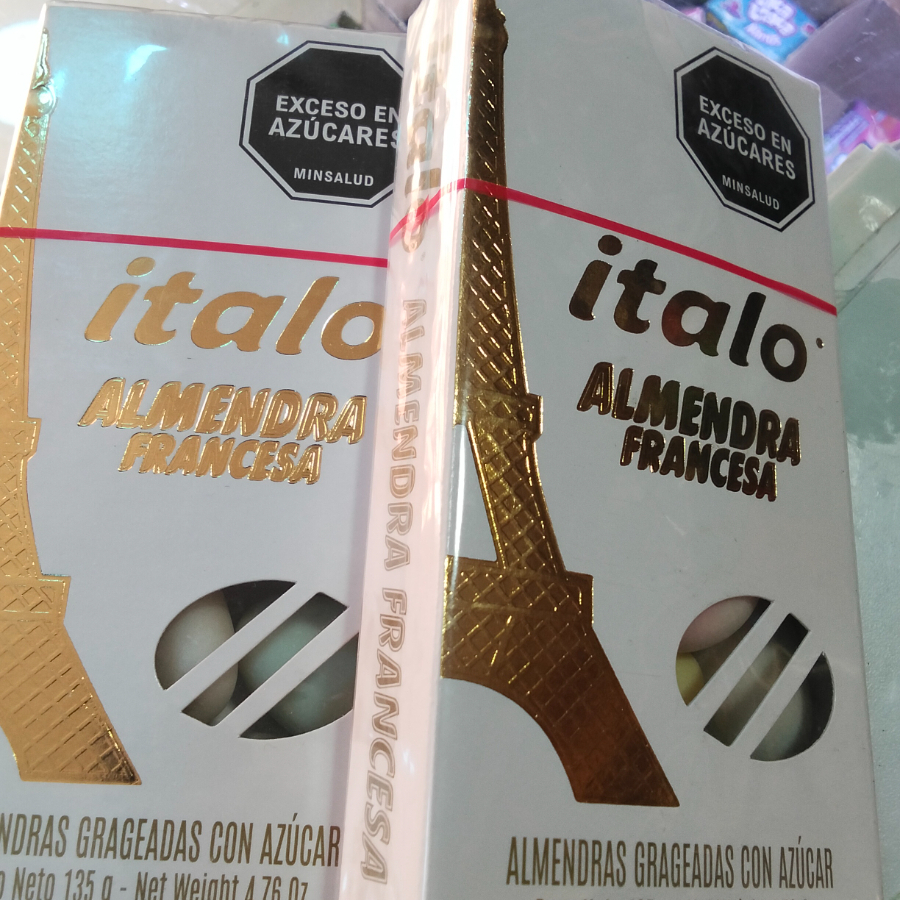 EXCESO EN
AZÚCARES
MINSALUD
italo
ALMENDRA
FRANCESA
NDRAS GRAGEADAS CON AZÚCAR
Neto 135 g - Net Weight 4.76 Oz
italo ALMENDRA FRANCESA
EXCESO EN
AZÚCARES
MINSALUD
italo
ALMENDRA
FRANCESA
ALMENDRAS GRAGEADAS CON AZÚCAR